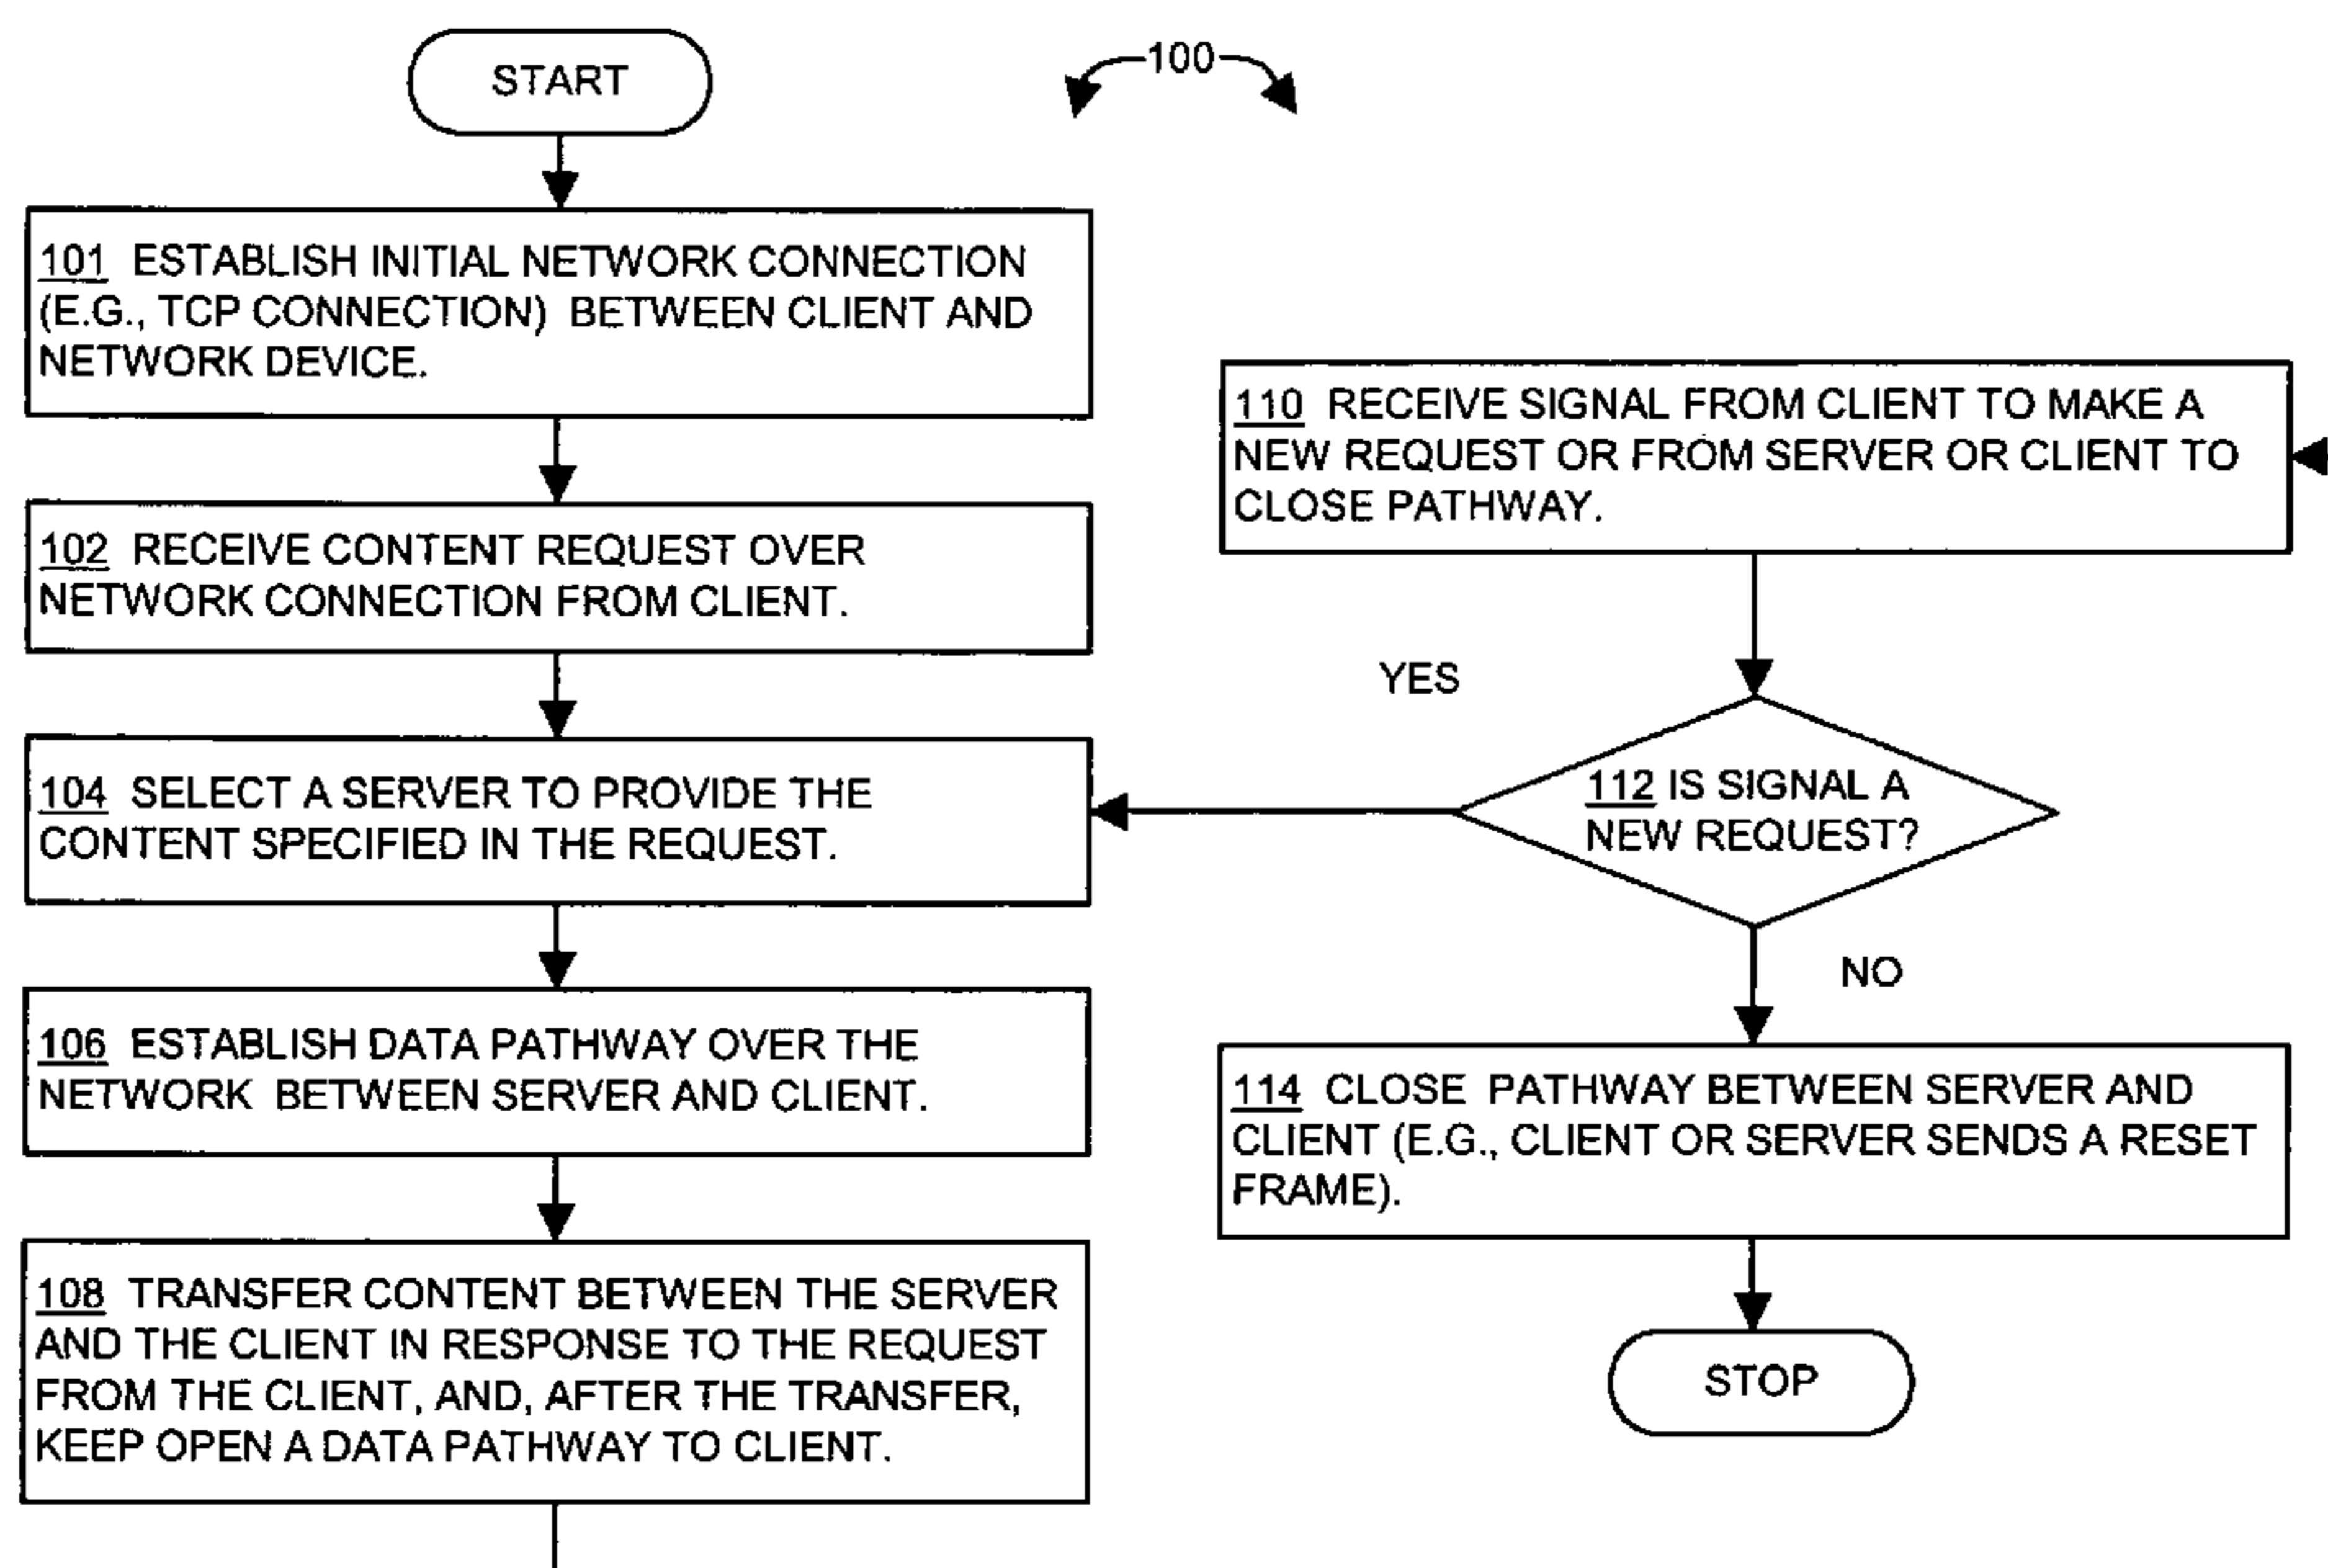 START
100
101 ESTABLISH INITIAL NETWORK CONNECTION
(E.G., TCP CONNECTION) BETWEEN CLIENT AND
NETWORK DEVICE.
102 RECEIVE CONTENT REQUEST OVER
NETWORK CONNECTION FROM CLIENT.
104 SELECT A SERVER TO PROVIDE THE
CONTENT SPECIFIED IN THE REQUEST.
106 ESTABLISH DATA PATHWAY OVER THE
NETWORK BETWEEN SERVER AND CLIENT.
108 TRANSFER CONTENT BETWEEN THE SERVER
AND THE CLIENT IN RESPONSE TO THE REQUEST
FROM THE CLIENT, AND, AFTER THE TRANSFER,
KEEP OPEN A DATA PATHWAY TO CLIENT.
110 RECEIVE SIGNAL FROM CLIENT TO MAKE A
NEW REQUEST OR FROM SERVER OR CLIENT TO
CLOSE PATHWAY.
YES
112 IS SIGNAL A
NEW REQUEST?
NO
114 CLOSE PATHWAY BETWEEN SERVER AND
CLIENT (E.G., CLIENT OR SERVER SENDS A RESET
FRAME).
STOP